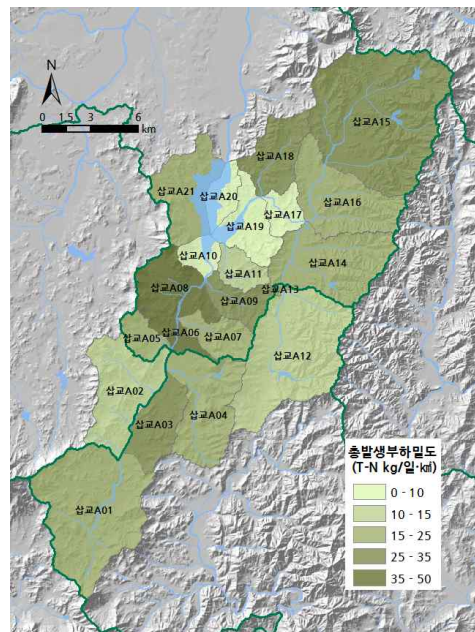 N
0 1.5 3 6
km
삽교A15
삽교A18
삽교A21
삽교A20
삽교A17
삽교A16
삽교A19
삽교A10
삽교A11
삽교A14
삽교A08
삽교A13
삽교A09
삽교A05
삽교A06
삽교A07
삽교A12
삽교A02
삽교A04
삽교A03
삽교A01
총발생부하밀도
(T-N kg/일·㎢)
0 - 10
10 - 15
15 - 25
25 - 35
35 - 50